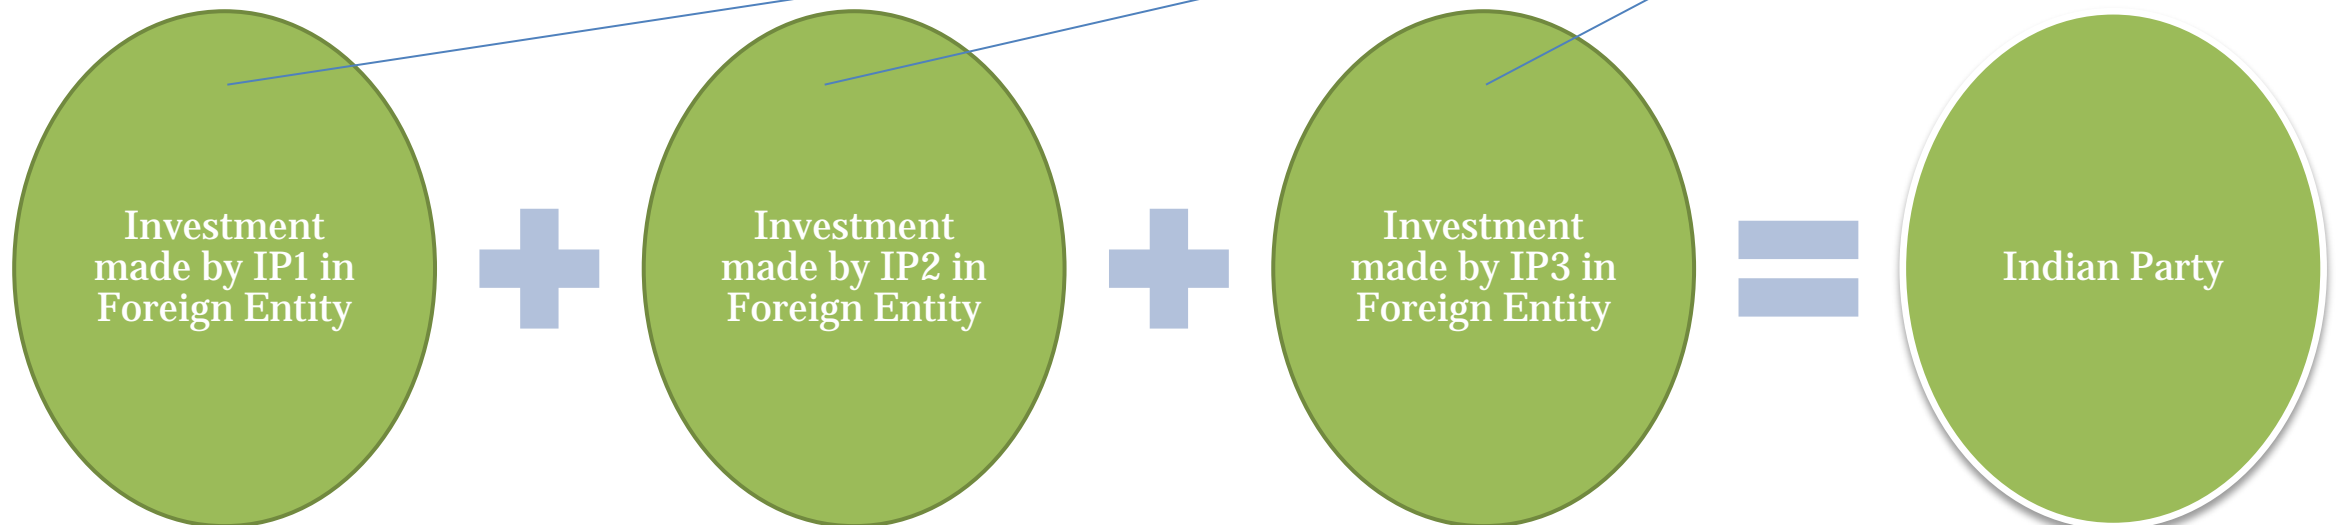 Investment
made by IP1 in
Foreign Entity
Investment
made by IP2 in
Foreign Entity
Investment
made by IP3 in
Foreign Entity
Indian Party